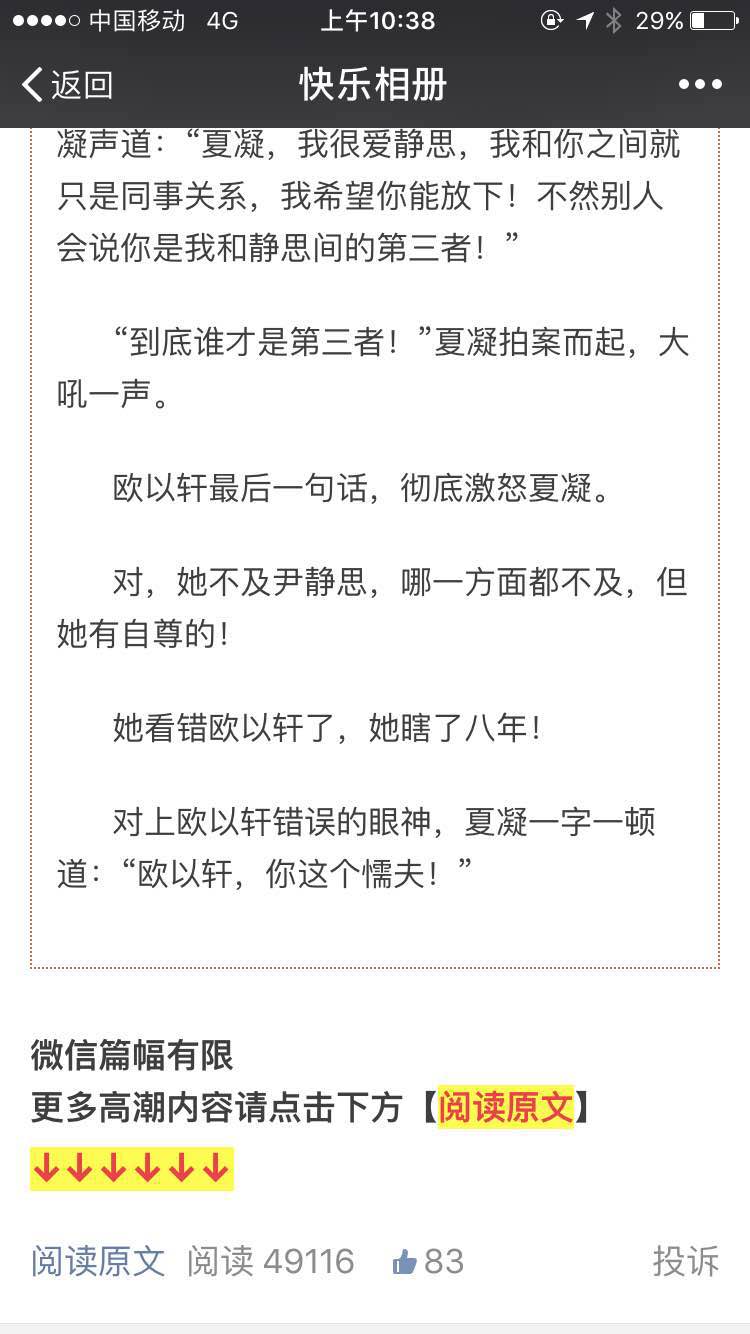 中国移动 4G 上午10:38 29%
返回 快乐相册
凝声道：“夏凝，我很爱静思，我和你之间就
只是同事关系，我希望你能放下！不然别人
会说你是我和静思间的第三者！”
“到底谁才是第三者！”夏凝拍案而起，大
吼一声。
欧以轩最后一句话，彻底激怒夏凝。
对，她不及尹静思，哪一方面都不及，但
她有自尊的！
她看错欧以轩了，她瞎了八年！
对上欧以轩错误的眼神，夏凝一字一顿
道：“欧以轩，你这个懦夫！”
微信篇幅有限
更多高潮内容请点击下方【阅读原文】
↓↓↓↓↓↓
阅读原文 阅读 49116 83 投诉